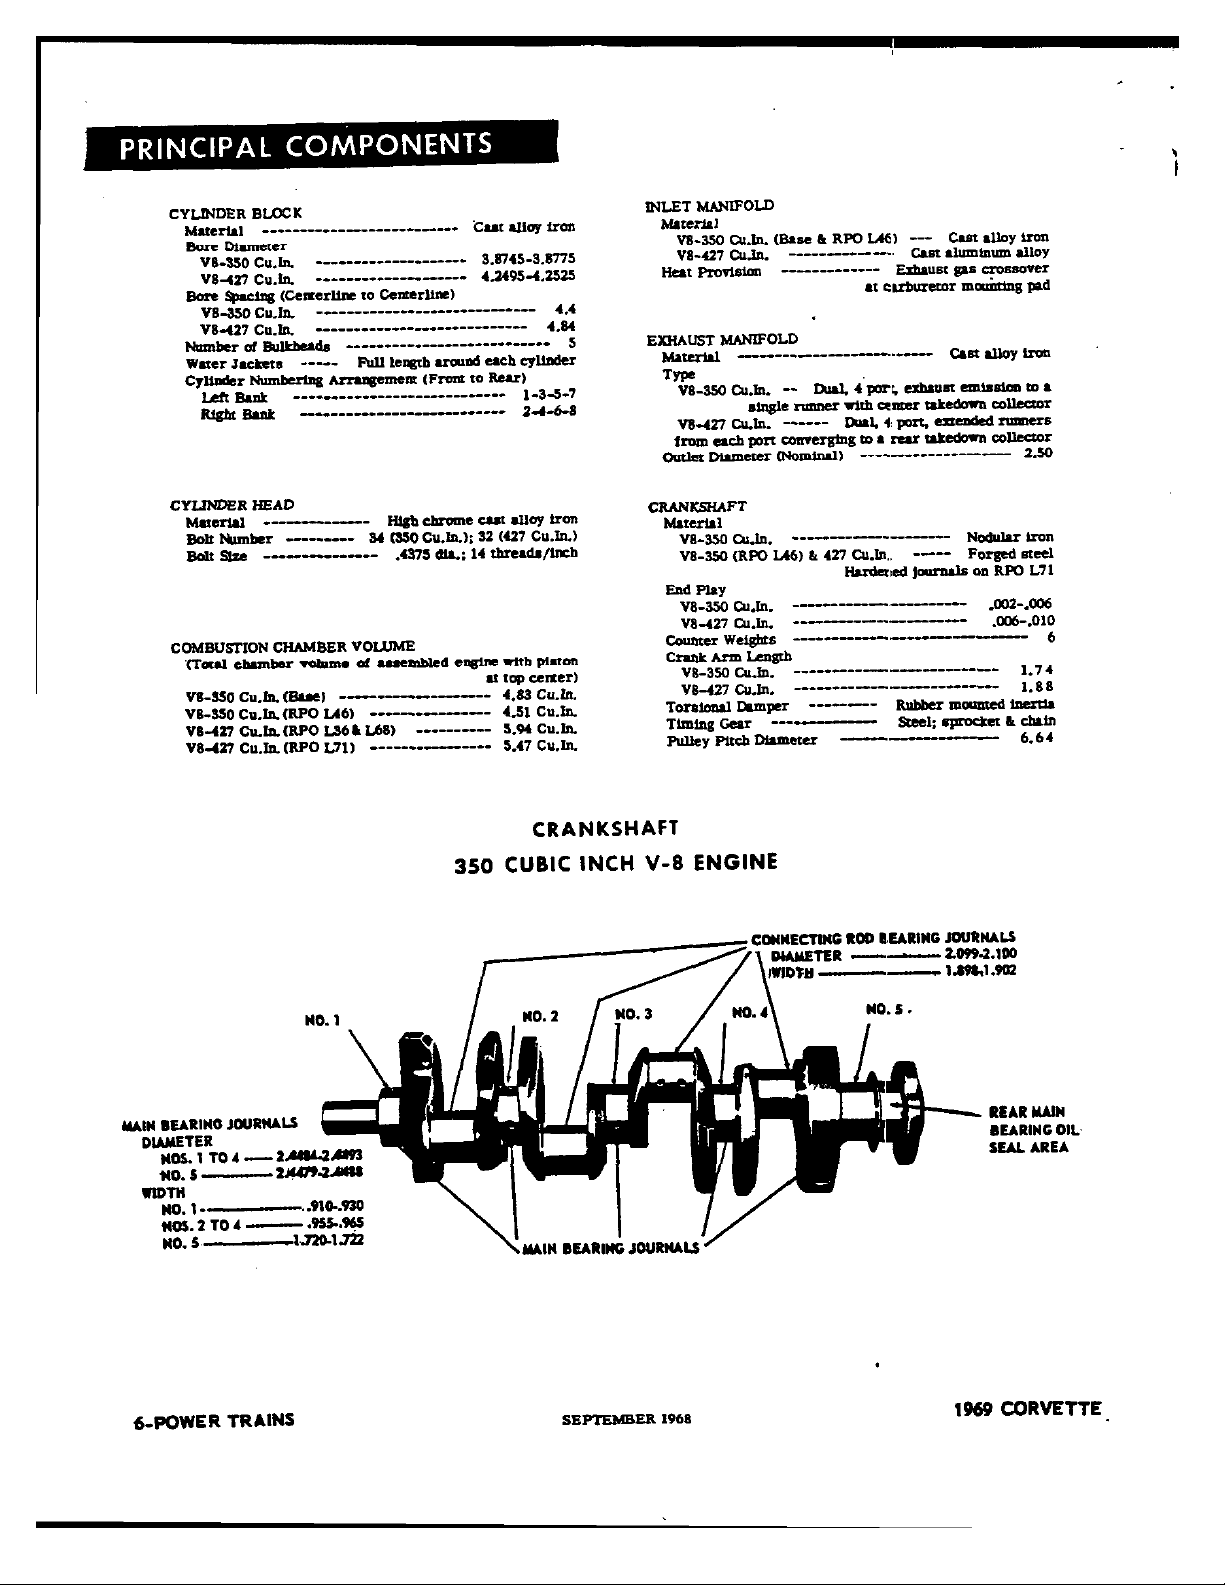 PRINCIPAL COMPONENTS
CYLINDER BLOCK
Material -------------------------- Cast alloy iron
Bore Diameter
V8-350 Cu.In. -------------------- 3.8745-3.8775
V8-427 Cu.In. -------------------- 4.2495-4.2525
Bore Spacing (Centerline to Centerline)
V8-350 Cu.In. ----------------------------- 4.4
V8-427 Cu.In. ---------------------------- 4.84
Number of Bulkheads --------------------------- 5
Water Jackets ----- Full length around each cylinder
Cylinder Numbering Arrangement (Front to Rear)
Left Bank ---------------------------- 1-3-5-7
Right Bank --------------------------- 2-4-6-8
CYLINDER HEAD
Material -------------- High chrome cast alloy iron
Bolt Number --------- 34 (350 Cu.In.); 32 (427 Cu.In.)
Bolt Size --------------- .4375 dia.; 14 threads/inch
COMBUSTION CHAMBER VOLUME
(Total chamber volume of assembled engine with piston
at top center)
V8-350 Cu.In. (Base) -------------------- 4.83 Cu.In.
V8-350 Cu.In. (RPO L46) ---------------- 4.51 Cu.In.
V8-427 Cu.In. (RPO L36 & L68) ---------- 5.94 Cu.In.
V8-427 Cu.In. (RPO L71) ---------------- 5.47 Cu.In.
INLET MANIFOLD
Material
V8-350 Cu.In. (Base & RPO L46) --- Cast alloy iron
V8-427 Cu.In. -------------- Cast aluminum alloy
Heat Provision ------------- Exhaust gas crossover
at carburetor mounting pad
EXHAUST MANIFOLD
Material -------------------------- Cast alloy iron
Type
V8-350 Cu.In. -- Dual, 4 port, exhaust emission to a
single runner with center takedown collector
V8-427 Cu.In. ------ Dual, 4 port, extended runners
from each port converging to a rear takedown collector
Outlet Diameter (Nominal) -------------------- 2.50
CRANKSHAFT
Material
V8-350 Cu.In. --------------------- Nodular iron
V8-350 (RPO L46) & 427 Cu.In. ----- Forged steel
Hardened journals on RPO L71
End Play
V8-350 Cu.In. ----------------------- .002-.006
V8-427 Cu.In. ----------------------- .006-.010
Counter Weights ------------------------------- 6
Crank Arm Length
V8-350 Cu.In. --------------------------- 1.74
V8-427 Cu.In. --------------------------- 1.88
Torsional Damper --------- Rubber mounted inertia
Timing Gear -------------- Steel; sprocket & chain
Pulley Pitch Diameter --------------------- 6.64
CRANKSHAFT
350 CUBIC INCH V-8 ENGINE
CONNECTING ROD BEARING JOURNALS
DIAMETER ---------- 2.099-2.100
WIDTH ------------- 1.898-1.902
NO. 1
NO. 2
NO. 3
NO. 4
NO. 5
MAIN BEARING JOURNALS
DIAMETER
NOS. 1 TO 4 --- 2.4484-2.4493
NO. 5 --------- 2.4479-2.4488
WIDTH
NO. 1 ------------- .910-.930
NOS. 2 TO 4 ------- .955-.965
NO. 5 ------------ 1.720-1.722
REAR MAIN
BEARING OIL
SEAL AREA
MAIN BEARING JOURNALS
6-POWER TRAINS
SEPTEMBER 1968
1969 CORVETTE